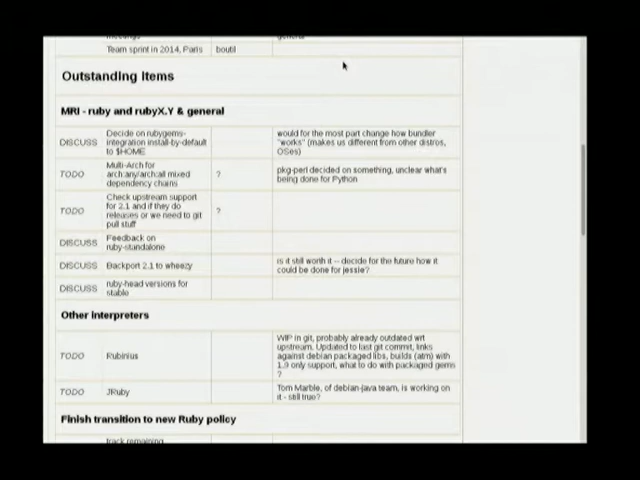 meetings
general
Team sprint in 2014, Paris
boutil
Outstanding Items
MRI - ruby and rubyX.Y & general
DISCUSS
Decide on rubygems-
integration install-by-default
to $HOME
would for the most part change how bundler
"works" (makes us different from other distros,
OSes)
TODO
Multi-Arch for
arch:any/arch:all mixed
dependency chains
?
pkg-perl decided on something, unclear what's
being done for Python
TODO
Check upstream support
for 2.1 and if they do
releases or we need to git
pull stuff
?
DISCUSS
Feedback on
ruby-standalone
DISCUSS
Backport 2.1 to wheezy
is it still worth it -- decide for the future how it
could be done for jessie?
DISCUSS
ruby-head versions for
stable
Other interpreters
TODO
Rubinius
WIP in git, probably already outdated wrt
upstream. Updated to last git commit, links
against debian packaged libs, builds (atm) with
1.9 only support, what to do with packaged gems
?
TODO
JRuby
Tom Marble, of debian-java team, is working on
it - still true?
Finish transition to new Ruby policy
track remaining